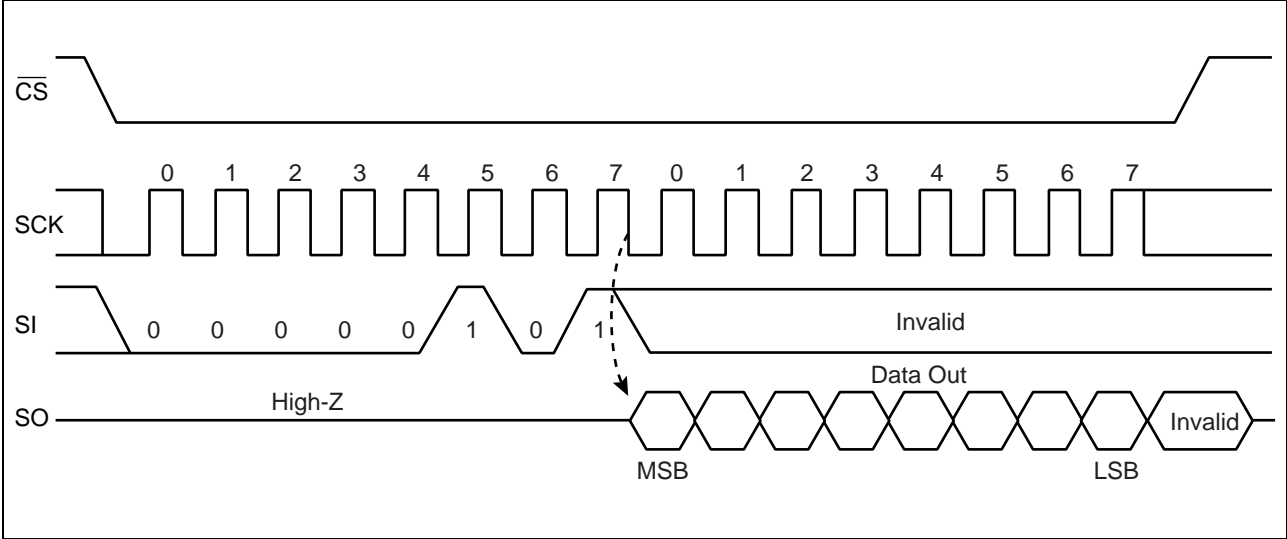 C̅S̅
0 1 2 3 4 5 6 7 0 1 2 3 4 5 6 7
SCK
SI
0 0 0 0 0 1 0 1
Invalid
Data Out
High-Z
SO
Invalid
MSB
LSB